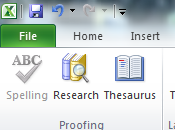 File Home Insert
ABC
Spelling Research Thesaurus
Proofing